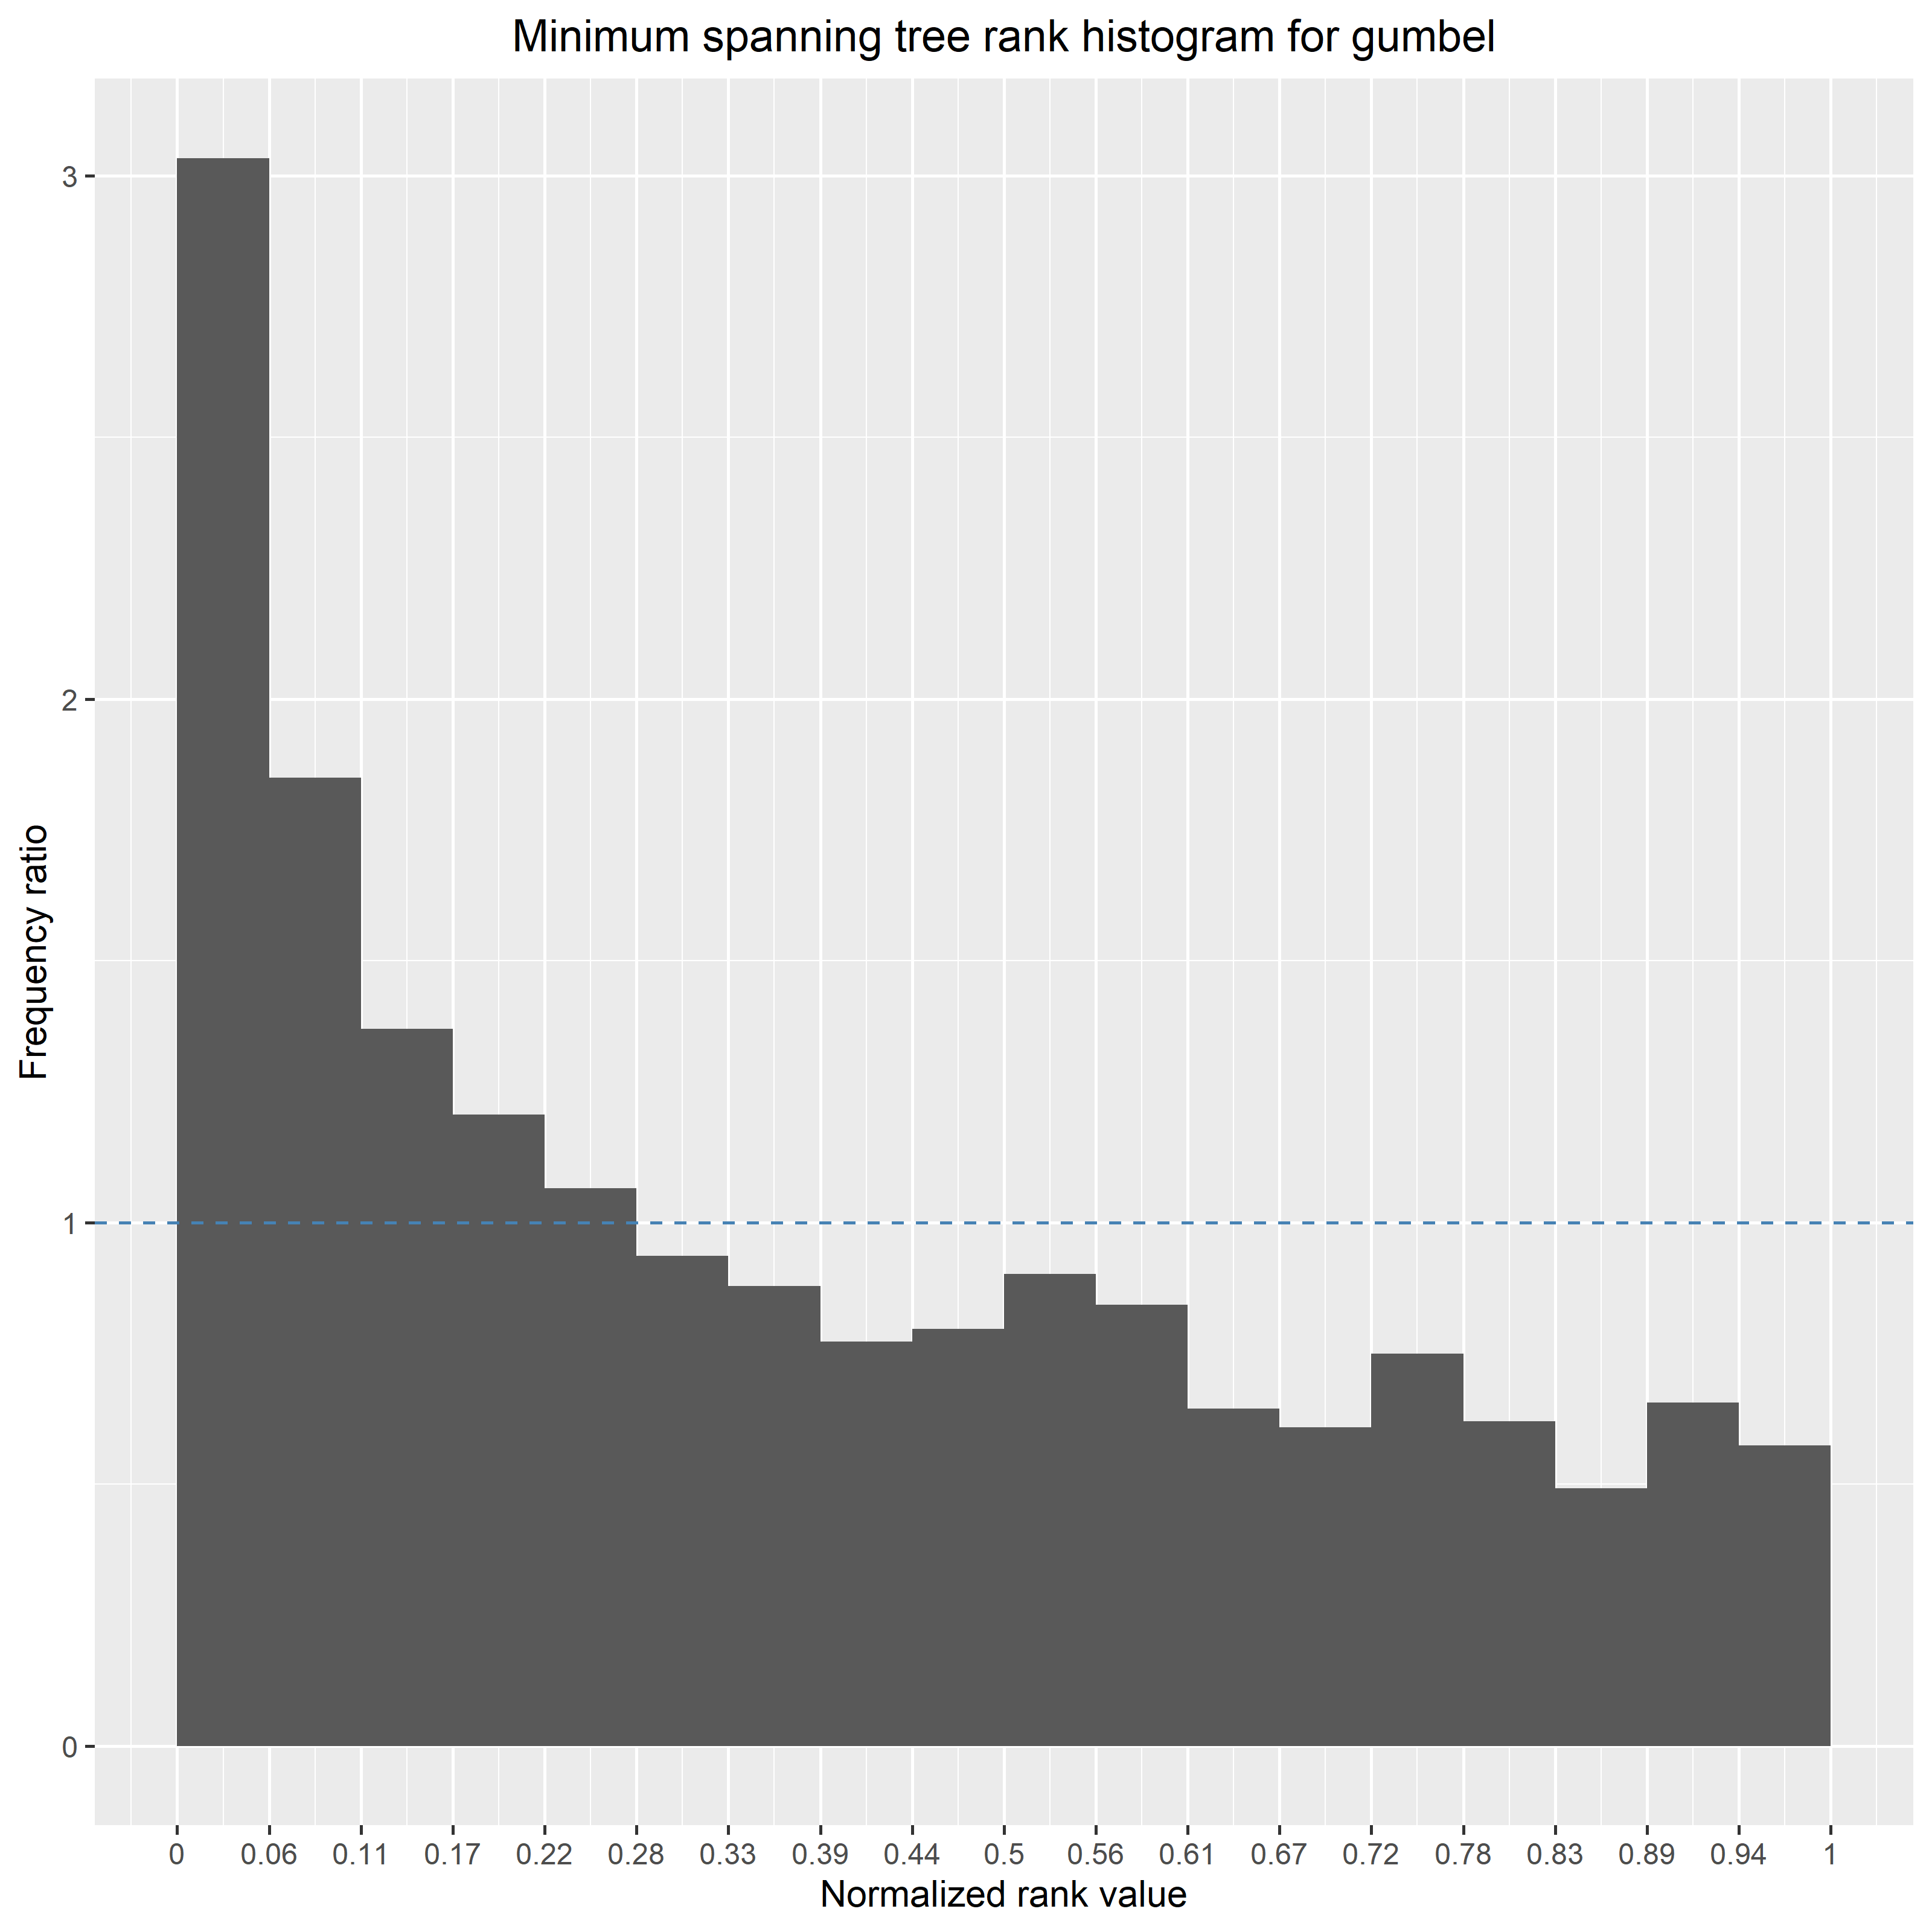 Minimum spanning tree rank histogram for gumbel
Frequency ratio
3
2
1
0
0 0.06 0.11 0.17 0.22 0.28 0.33 0.39 0.44 0.5 0.56 0.61 0.67 0.72 0.78 0.83 0.89 0.94 1
Normalized rank value